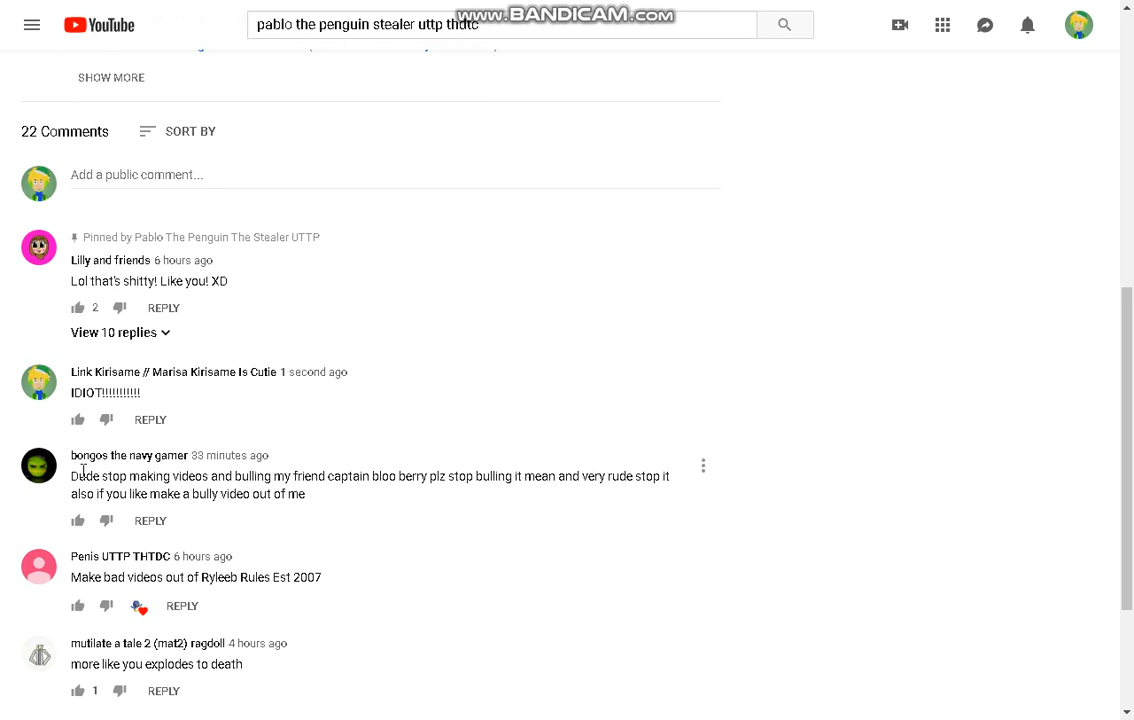 www.BANDICAM.com
YouTube
pablo the penguin stealer uttp thdtc
SHOW MORE
22 Comments
SORT BY
Add a public comment...
Pinned by Pablo The Penguin The Stealer UTTP
Lilly and friends 6 hours ago
Lol that's shitty! Like you! XD
2 REPLY
View 10 replies
Link Kirisame // Marisa Kirisame Is Cutie 1 second ago
IDIOT!!!!!!!!!!!
REPLY
bongos the navy gamer 33 minutes ago
Dude stop making videos and bulling my friend captain bloo berry plz stop bulling it mean and very rude stop it
also if you like make a bully video out of me
REPLY
Penis UTTP THTDC 6 hours ago
Make bad videos out of Ryleeb Rules Est 2007
REPLY
mutilate a tale 2 (mat2) ragdoll 4 hours ago
more like you explodes to death
1 REPLY